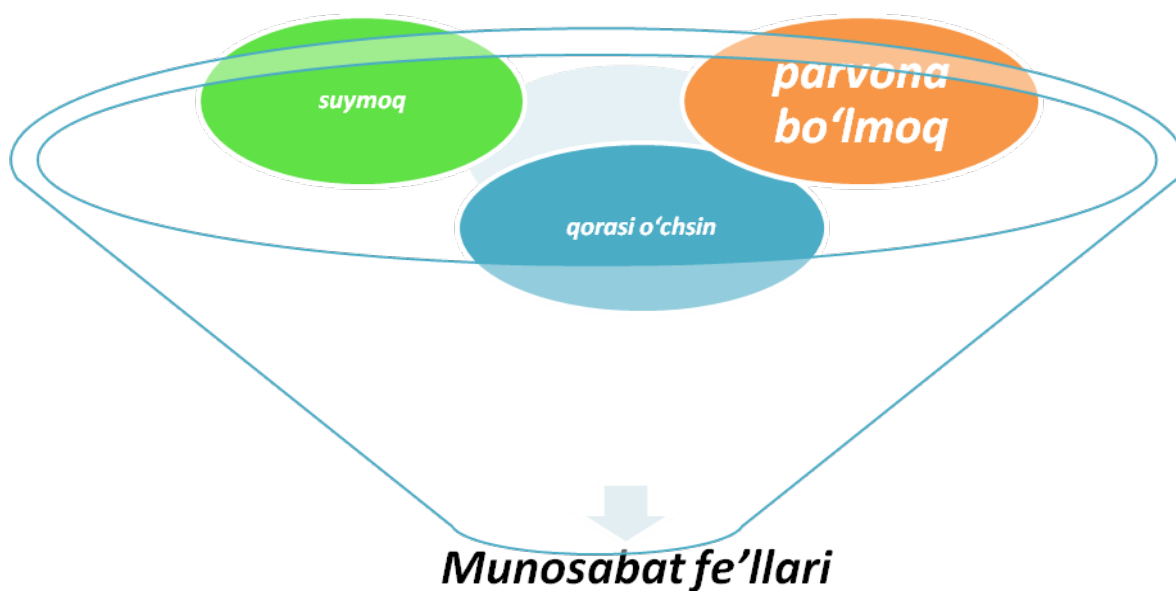 suymoq
parvona
bo‘lmoq
qorasi o‘chsin
Munosabat fe’llari